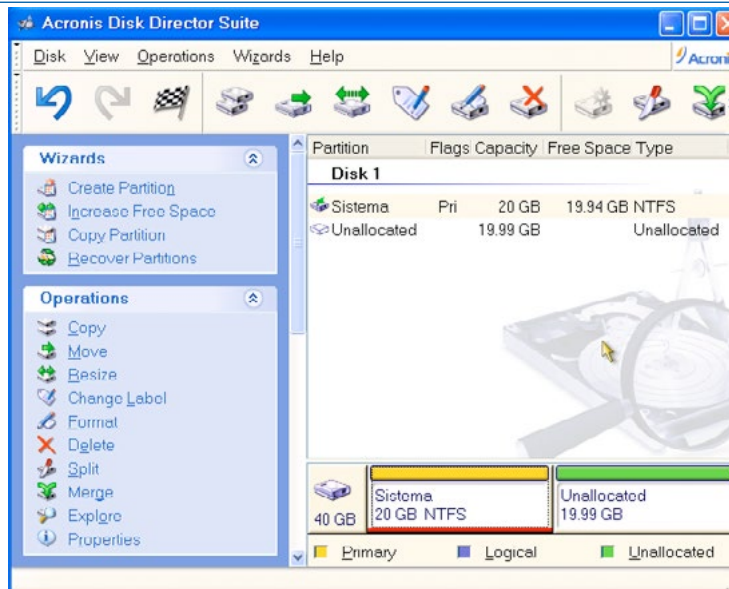 Acronis Disk Director Suite
Disk View Operations Wizards Help
Acroni
Partition Flags Capacity Free Space Type
Disk 1
Sistema Pri 20 GB 19.94 GB NTFS
Unallocated 19.99 GB Unallocated
Wizards
Create Partition
Increase Free Space
Copy Partition
Recover Partitions
Operations
Copy
Move
Resize
Change Label
Format
Delete
Split
Merge
Explore
Properties
40 GB
Sistema
20 GB NTFS
Unallocated
19.99 GB
Primary Logical Unallocated